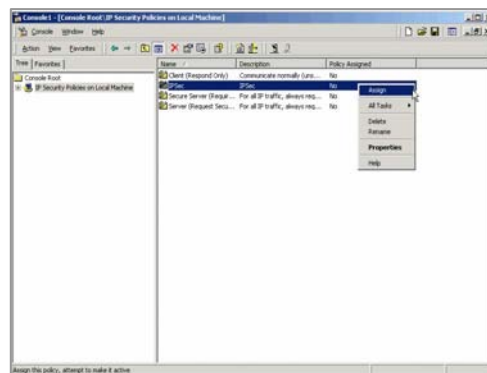 Console1 - [Console Root\IP Security Policies on Local Machine]
Console Window Help
Action View Favorites
Tree Favorites
Name Description Policy Assigned
Console Root
IP Security Policies on Local Machine
Client (Respond Only) Communicate normally (uns... No
IPSec IPSec No
Secure Server (Requir... For all IP traffic, always req... No
Server (Request Secu... For all IP traffic, always req... No
Assign
All Tasks
Delete
Rename
Properties
Help
Assign this policy, attempt to make it active